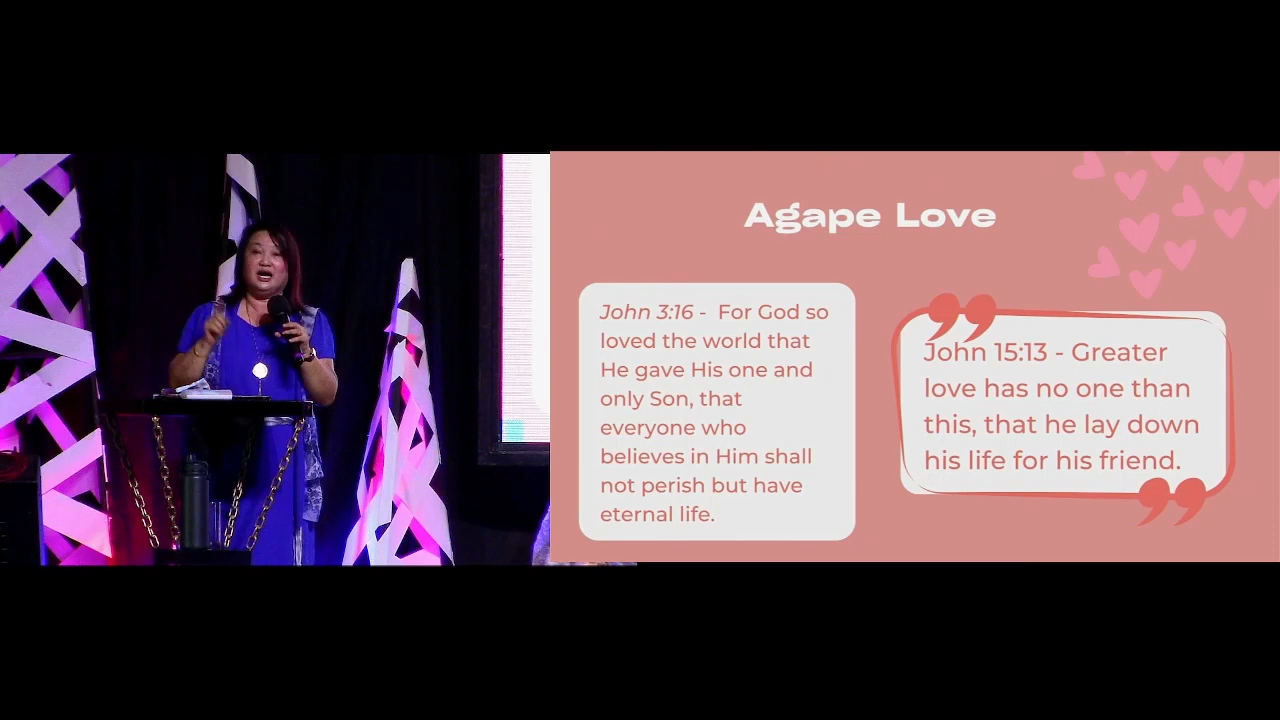 Agape Love
John 3:16 - For God so
loved the world that
He gave His one and
only Son, that
everyone who
believes in Him shall
not perish but have
eternal life.
John 15:13 - Greater
love has no one than
this, that he lay down
his life for his friend.